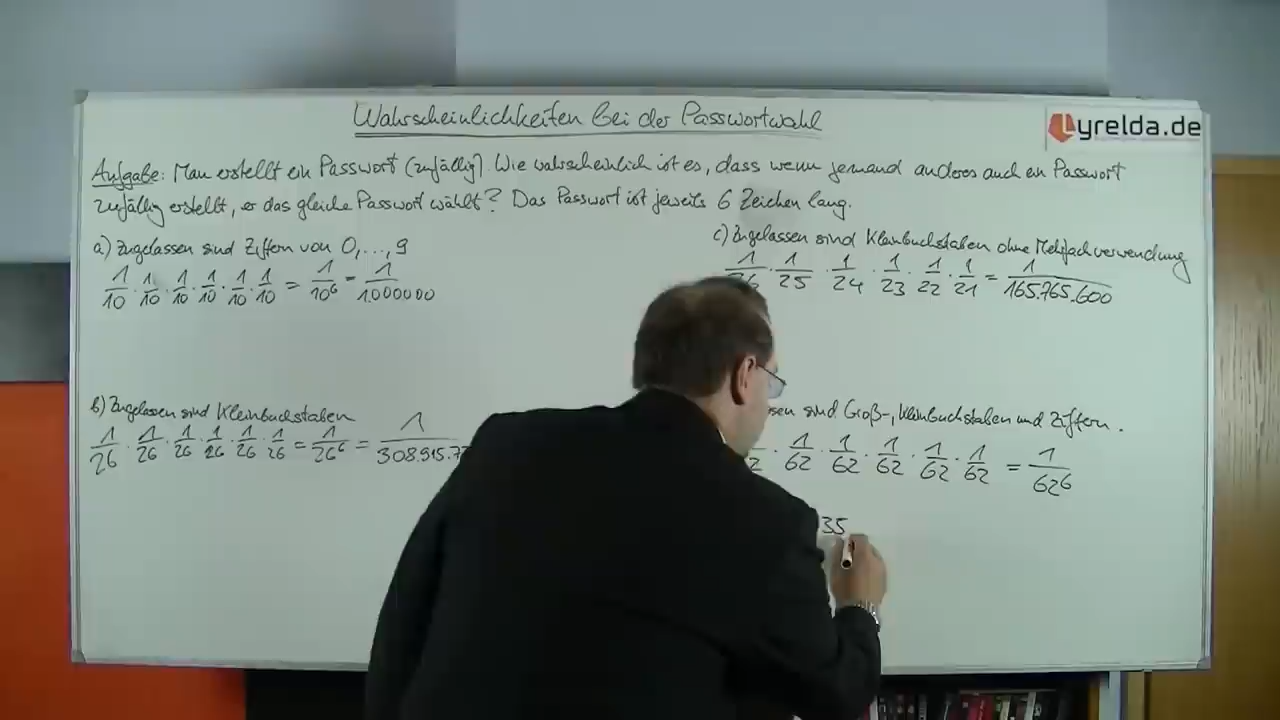 Wahrscheinlichkeiten bei der Passwortwahl
Lyrelda.de
Aufgabe: Man erstellt ein Passwort (zufällig). Wie wahrscheinlich ist es, dass wenn jemand anderes auch ein Passwort
zufällig erstellt, er das gleiche Passwort wählt? Das Passwort ist jeweils 6 Zeichen lang.
a) Zugelassen sind Ziffern von 0,...,9
1/10 · 1/10 · 1/10 · 1/10 · 1/10 · 1/10 = 1/10⁶ = 1/1000000
b) Zugelassen sind Kleinbuchstaben
1/26 · 1/26 · 1/26 · 1/26 · 1/26 · 1/26 = 1/26⁶ = 1/308.915.7
c) Zugelassen sind Kleinbuchstaben ohne Mehrfachverwendung
1/26 · 1/25 · 1/24 · 1/23 · 1/22 · 1/21 = 1/165.765.600
sind Groß-, Kleinbuchstaben und Ziffern.
· 1/62 · 1/62 · 1/62 · 1/62 · 1/62 = 1/62⁶
35